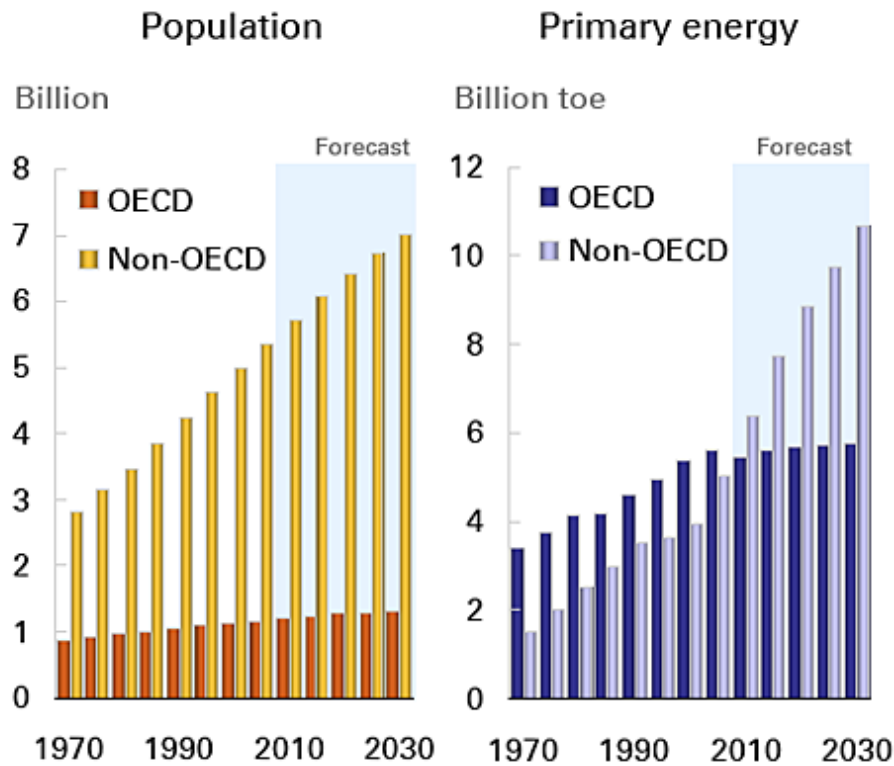 Population
Billion
Forecast
8
7
6
5
4
3
2
1
0
OECD
Non-OECD
1970 1990 2010 2030
Primary energy
Billion toe
Forecast
12
10
8
6
4
2
0
OECD
Non-OECD
1970 1990 2010 2030